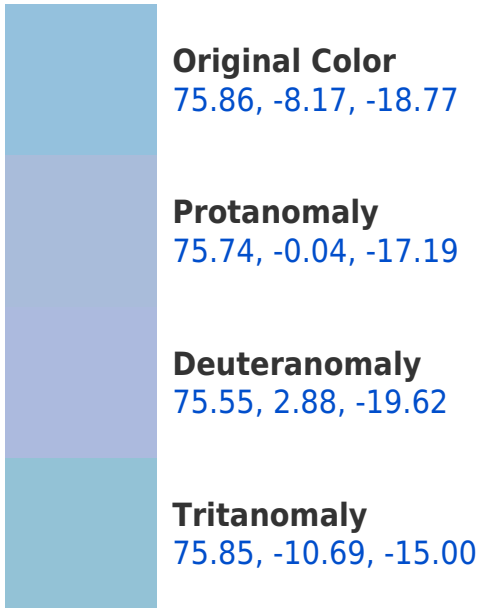 Original Color
75.86, -8.17, -18.77
Protanomaly
75.74, -0.04, -17.19
Deuteranomaly
75.55, 2.88, -19.62
Tritanomaly
75.85, -10.69, -15.00